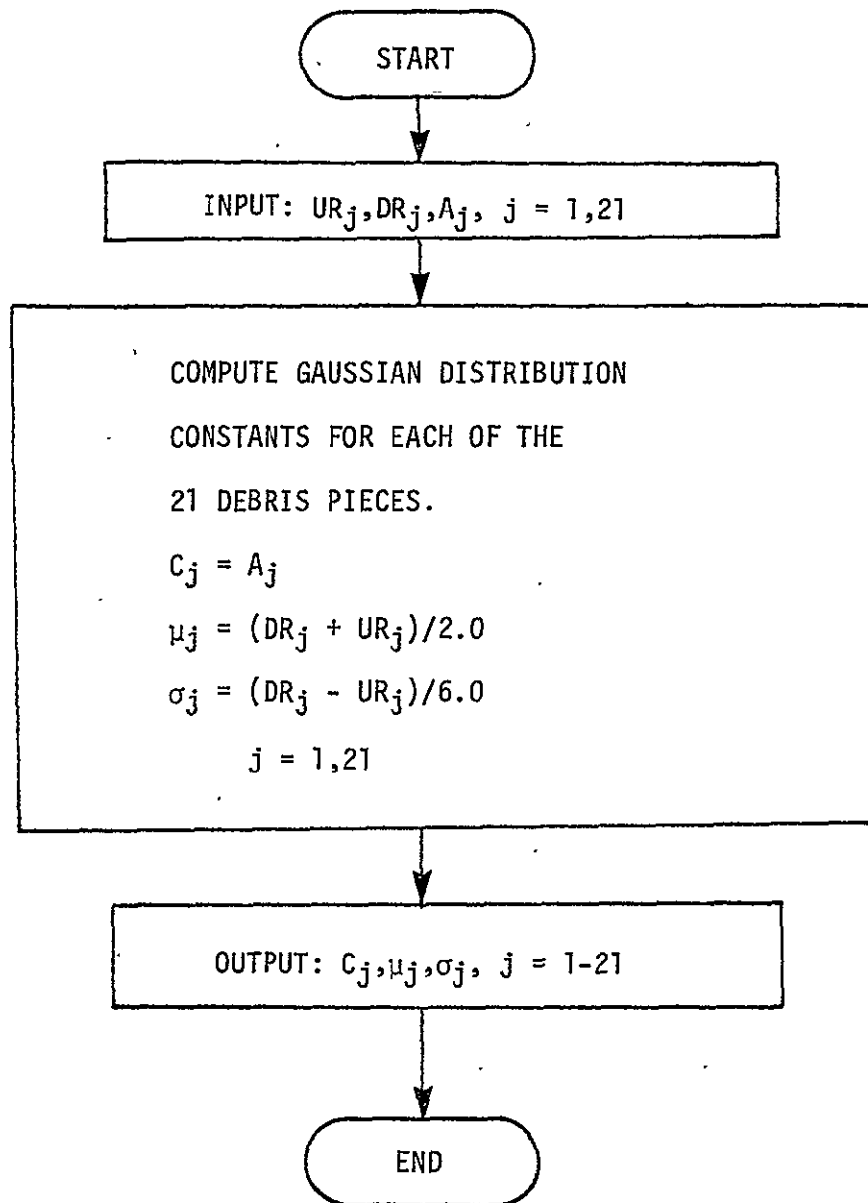 START
INPUT: URj,DRj,Aj, j = 1,21
COMPUTE GAUSSIAN DISTRIBUTION
CONSTANTS FOR EACH OF THE
21 DEBRIS PIECES.
Cj = Aj
μj = (DRj + URj)/2.0
σj = (DRj - URj)/6.0
j = 1,21
OUTPUT: Cj,μj,σj, j = 1-21
END